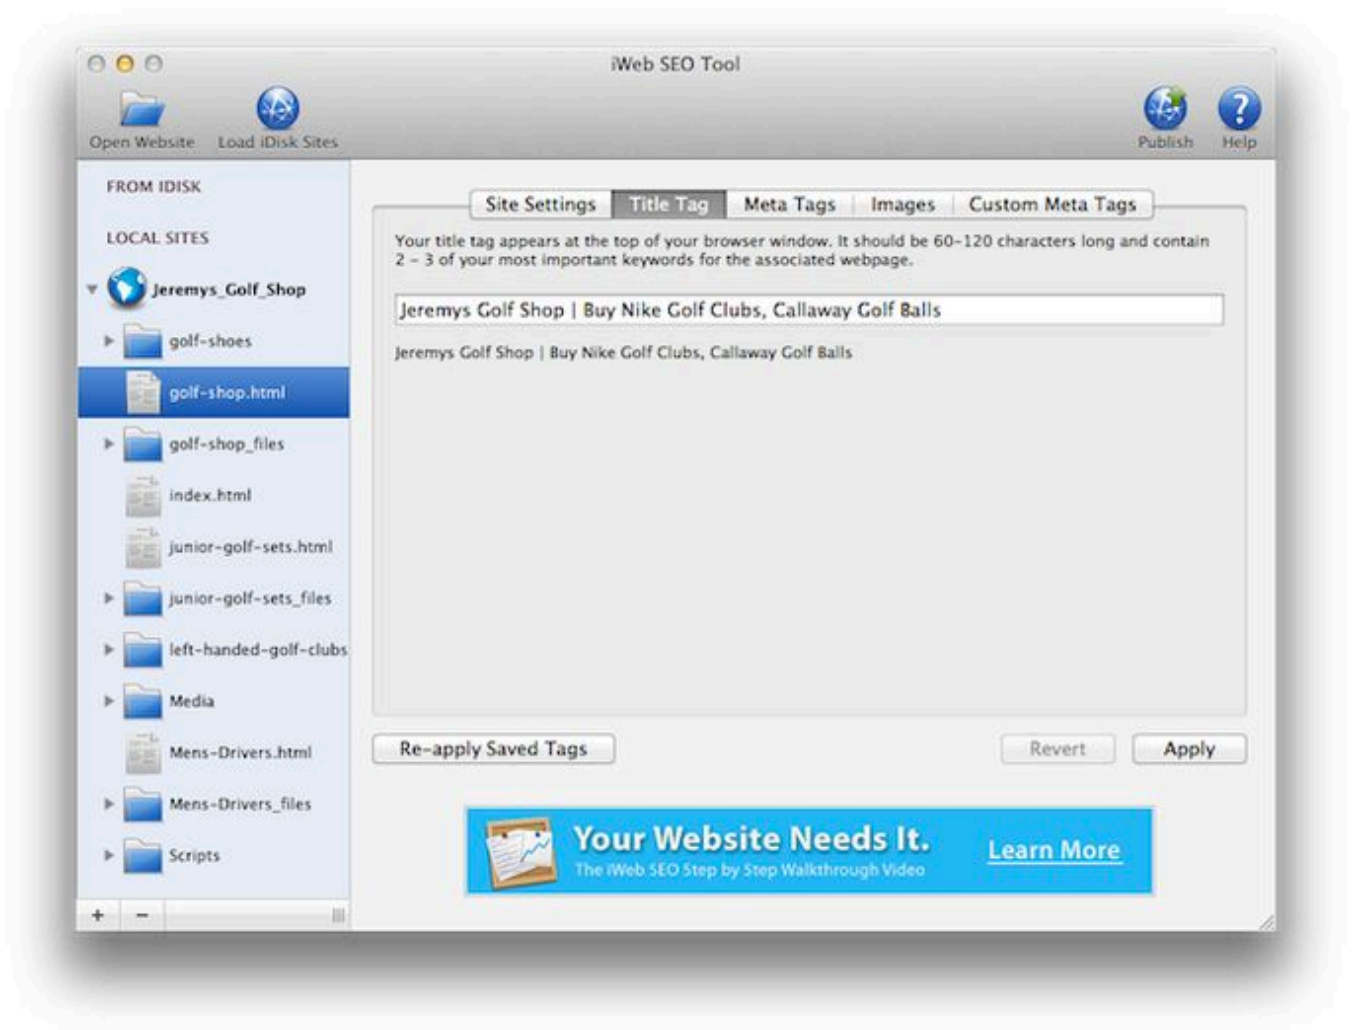 iWeb SEO Tool
Open Website
Load iDisk Sites
Publish
Help
FROM IDISK
LOCAL SITES
Jeremys_Golf_Shop
golf-shoes
golf-shop.html
golf-shop_files
index.html
junior-golf-sets.html
junior-golf-sets_files
left-handed-golf-clubs
Media
Mens-Drivers.html
Mens-Drivers_files
Scripts
+ −
Site Settings
Title Tag
Meta Tags
Images
Custom Meta Tags
Your title tag appears at the top of your browser window. It should be 60-120 characters long and contain
2 – 3 of your most important keywords for the associated webpage.
Jeremys Golf Shop | Buy Nike Golf Clubs, Callaway Golf Balls
Jeremys Golf Shop | Buy Nike Golf Clubs, Callaway Golf Balls
Re-apply Saved Tags
Revert
Apply
Your Website Needs It.
The iWeb SEO Step by Step Walkthrough Video
Learn More